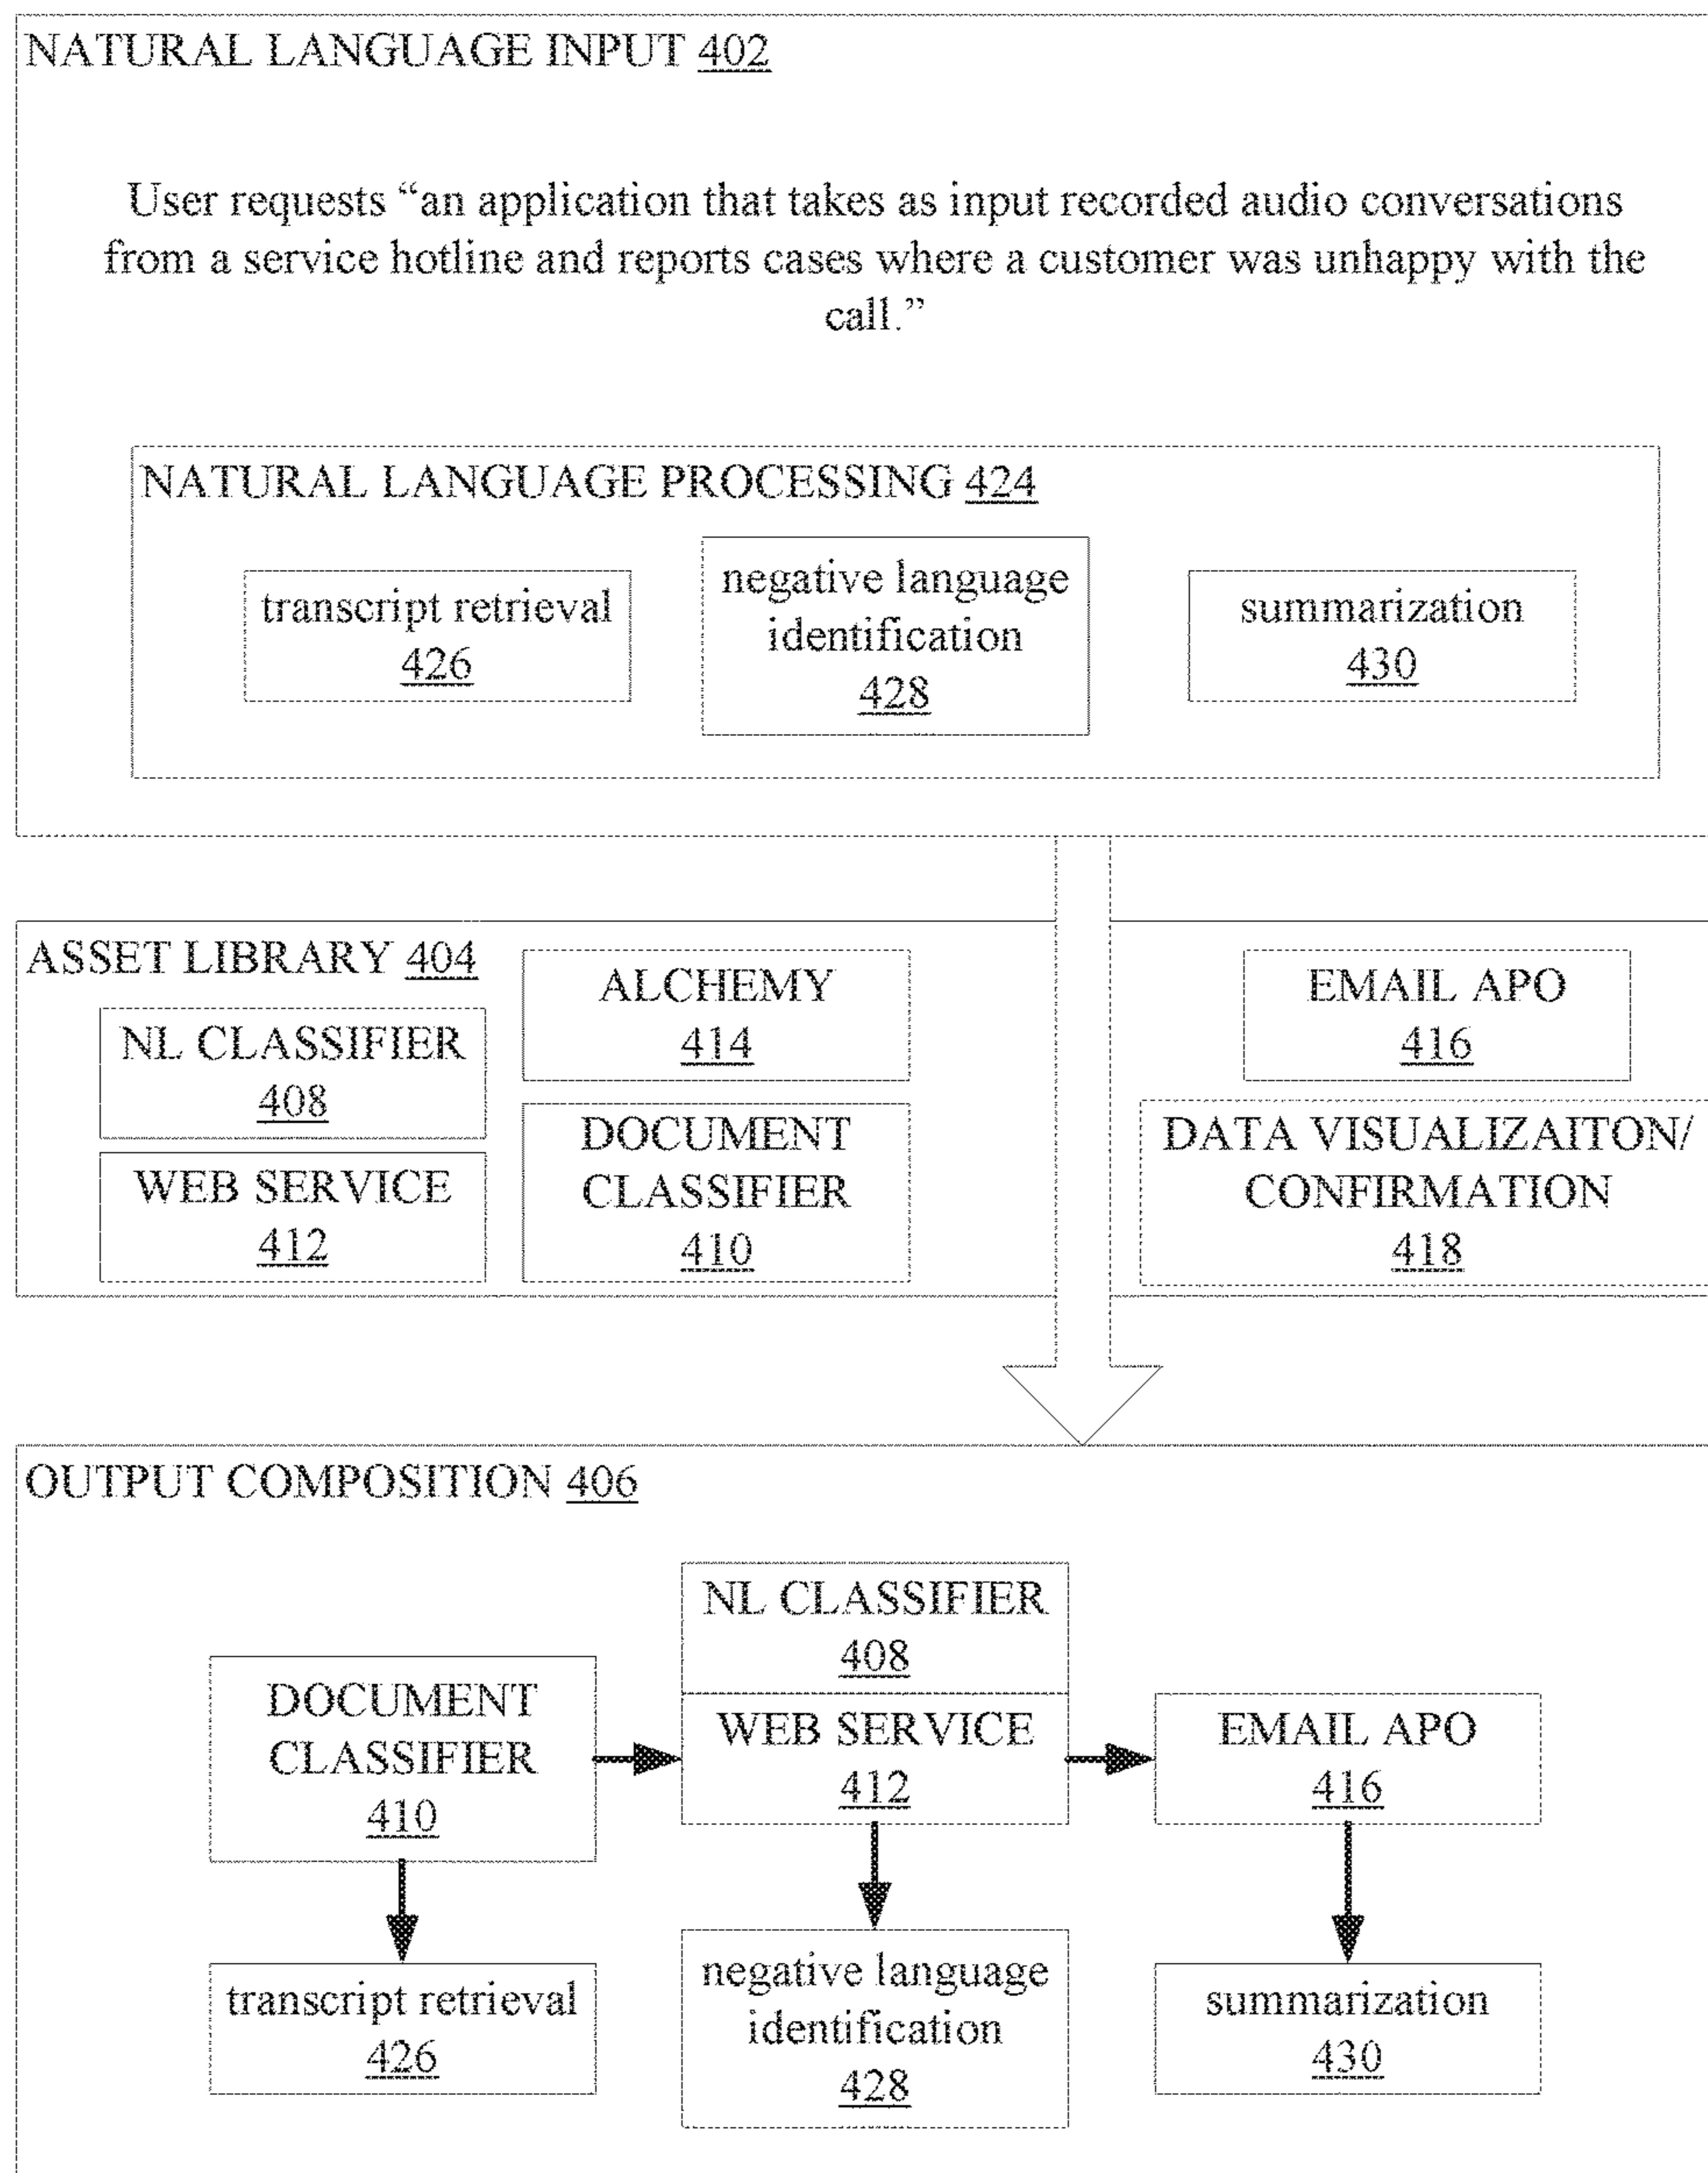 NATURAL LANGUAGE INPUT 402
User requests “an application that takes as input recorded audio conversations
from a service hotline and reports cases where a customer was unhappy with the
call.”
NATURAL LANGUAGE PROCESSING 424
transcript retrieval
426
negative language
identification
428
summarization
430
ASSET LIBRARY 404
NL CLASSIFIER
408
WEB SERVICE
412
ALCHEMY
414
DOCUMENT
CLASSIFIER
410
EMAIL APO
416
DATA VISUALIZAITON/
CONFIRMATION
418
OUTPUT COMPOSITION 406
DOCUMENT
CLASSIFIER
410
NL CLASSIFIER
408
WEB SERVICE
412
EMAIL APO
416
transcript retrieval
426
negative language
identification
428
summarization
430